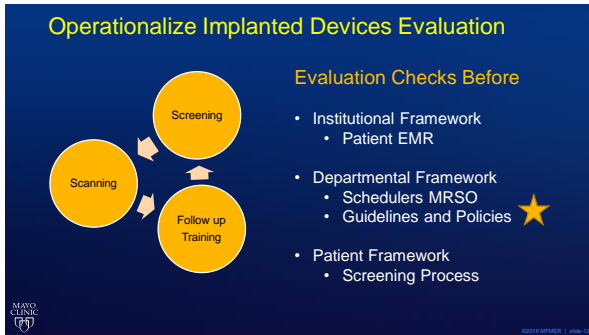 Operationalize Implanted Devices Evaluation
Screening
Scanning
Follow up
Training
Evaluation Checks Before
• Institutional Framework
• Patient EMR
• Departmental Framework
• Schedulers MRSO
• Guidelines and Policies
• Patient Framework
• Screening Process
MAYO
CLINIC
©2018 MFMER | slide-13